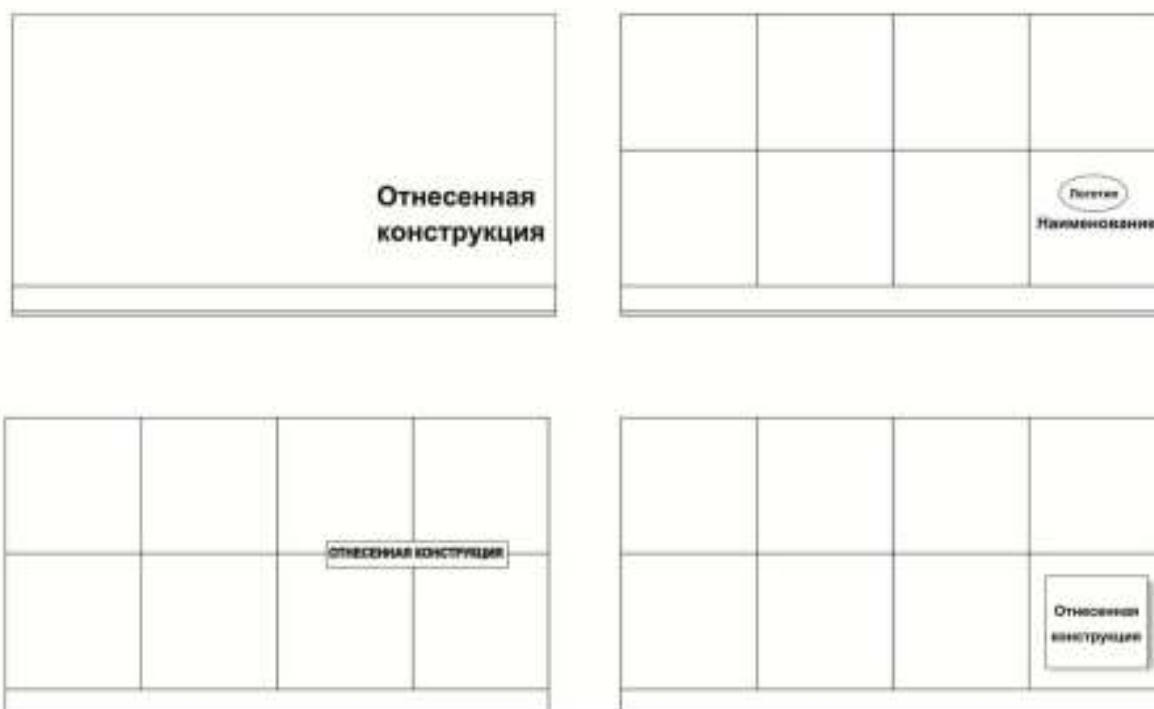 Отнесенная
конструкция
Логотип
Наименование
ОТНЕСЕННАЯ КОНСТРУКЦИЯ
Отнесенная
конструкция